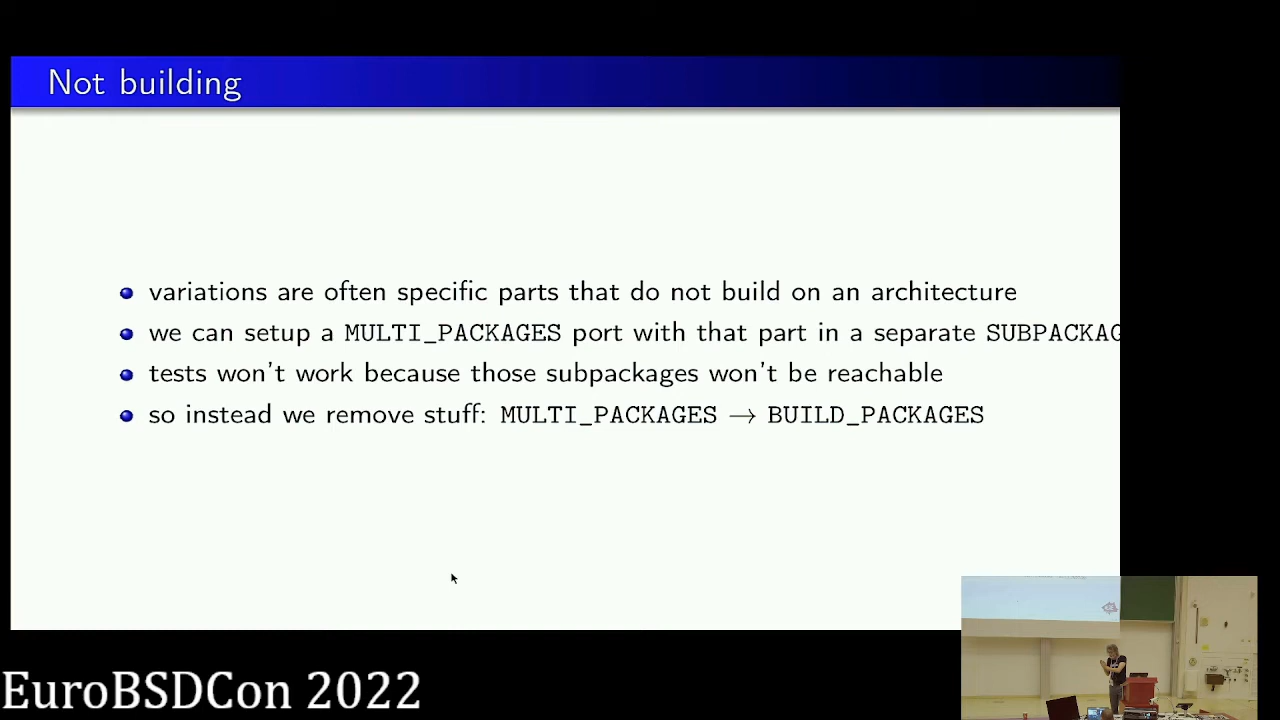 Not building
variations are often specific parts that do not build on an architecture
we can setup a MULTI_PACKAGES port with that part in a separate SUBPACKAG
tests won't work because those subpackages won't be reachable
so instead we remove stuff: MULTI_PACKAGES → BUILD_PACKAGES
EuroBSDCon 2022